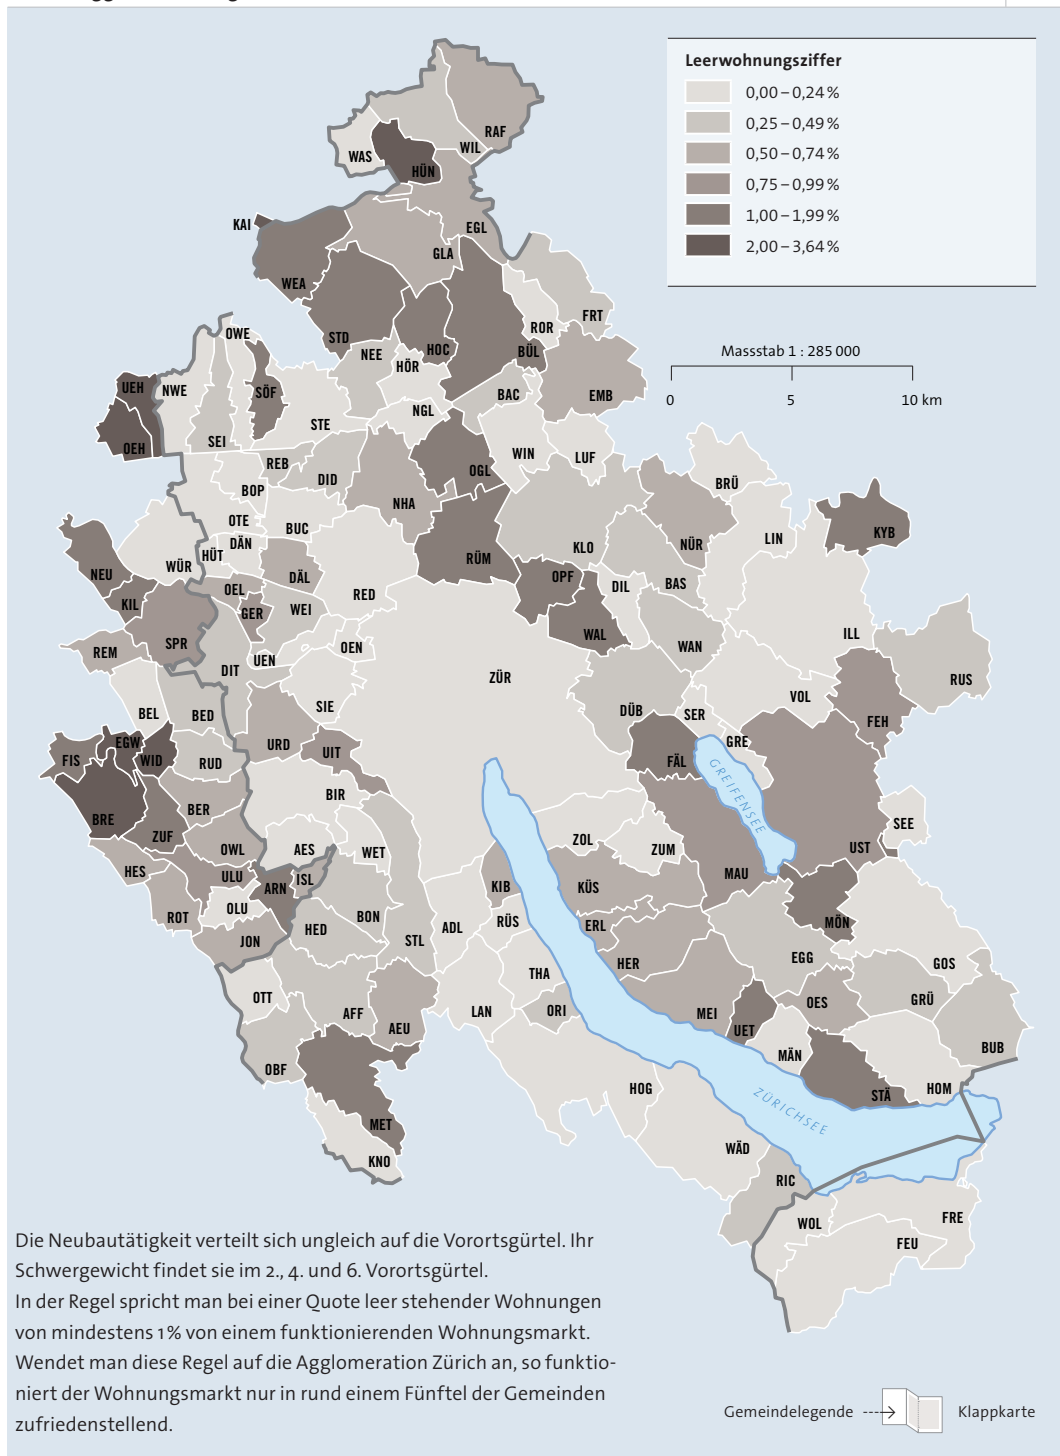 Leerwohnungsziffer
0,00 – 0,24 %
0,25 – 0,49 %
0,50 – 0,74 %
0,75 – 0,99 %
1,00 – 1,99 %
2,00 – 3,64 %
RAF
WIL
WAS
HÜN
KAI
EGL
GLA
WEA
FRT
ROR
STD
OWE
HOC
BÜL
NEE
Massstab 1 : 285 000
HÖR
UEH
NWE
SÖF
BAC
EMB
0
5
10 km
NGL
STE
SEI
OEH
WIN
LUF
REB
OGL
DID
BRÜ
BOP
NHA
OTE
BUC
KYB
LIN
DÄN
NÜR
KLO
HÜT
RÜM
WÜR
NEU
DÄL
OPF
DIL
BAS
OEL
RED
KIL
GER
WEI
WAL
ILL
SPR
OEN
WAN
REM
UEN
DIT
ZÜR
RUS
VOL
SIE
DÜB
SER
BEL
BED
FEH
EGW
URD
UIT
GRE
FIS
WID
RUD
FÄL
GREIFENSEE
BIR
BER
BRE
SEE
ZUF
ZOL
OWL
AES
WET
ZUM
UST
HES
ULU
ISL
MAU
ARN
KIB
KÜS
OLU
ROT
BON
RÜS
MÖN
HED
ADL
ERL
JON
STL
EGG
HER
GOS
THA
OTT
GRÜ
OES
AFF
LAN
ORI
MEI
AEU
UET
BUB
MÄN
OBF
HOG
HOM
STÄ
ZÜRICHSEE
MET
WÄD
KNO
RIC
FRE
WOL
FEU
Die Neubautätigkeit verteilt sich ungleich auf die Vorortsgürtel. Ihr
Schwergewicht findet sie im 2., 4. und 6. Vorortsgürtel.
In der Regel spricht man bei einer Quote leer stehender Wohnungen
von mindestens 1 % von einem funktionierenden Wohnungsmarkt.
Wendet man diese Regel auf die Agglomeration Zürich an, so funktio-
niert der Wohnungsmarkt nur in rund einem Fünftel der Gemeinden
zufriedenstellend.
Gemeindelegende
Klappkarte